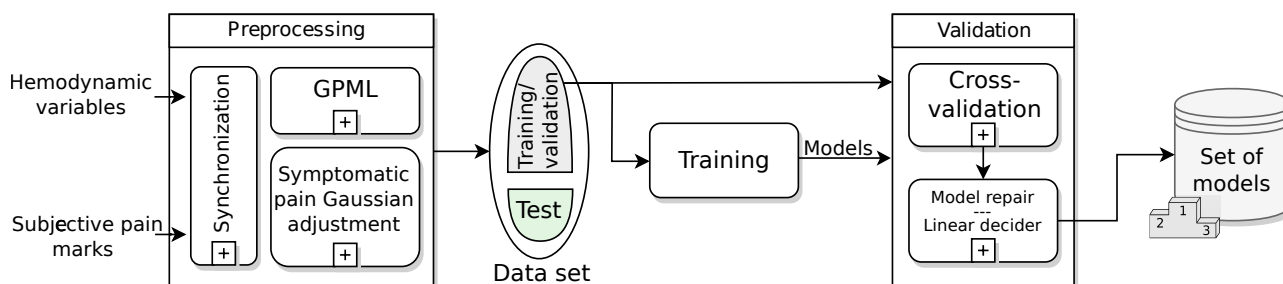 Preprocessing
Hemodynamic
variables
Subjective pain
marks
Synchronization
+
GPML
+
Symptomatic
pain Gaussian
adjustment
+
Training/
validation
Test
Data set
Training
Models
Validation
Cross-
validation
+
Model repair
---
Linear decider
+
Set of
models
1
2
3